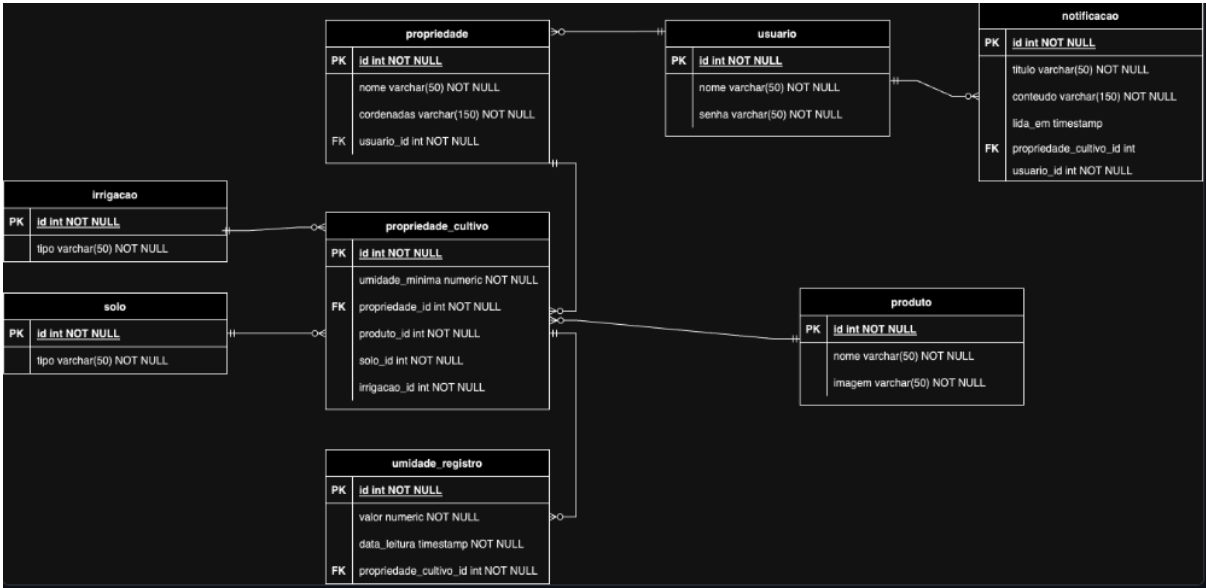 propriedade
PK id int NOT NULL
nome varchar(50) NOT NULL
cordenadas varchar(150) NOT NULL
FK usuario_id int NOT NULL
usuario
PK id int NOT NULL
nome varchar(50) NOT NULL
senha varchar(50) NOT NULL
notificacao
PK id int NOT NULL
titulo varchar(50) NOT NULL
conteudo varchar(150) NOT NULL
lida_em timestamp
FK propriedade_cultivo_id int
usuario_id int NOT NULL
irrigacao
PK id int NOT NULL
tipo varchar(50) NOT NULL
solo
PK id int NOT NULL
tipo varchar(50) NOT NULL
propriedade_cultivo
PK id int NOT NULL
umidade_minima numeric NOT NULL
FK propriedade_id int NOT NULL
produto_id int NOT NULL
solo_id int NOT NULL
irrigacao_id int NOT NULL
produto
PK id int NOT NULL
nome varchar(50) NOT NULL
imagem varchar(50) NOT NULL
umidade_registro
PK id int NOT NULL
valor numeric NOT NULL
data_leitura timestamp NOT NULL
FK propriedade_cultivo_id int NOT NULL